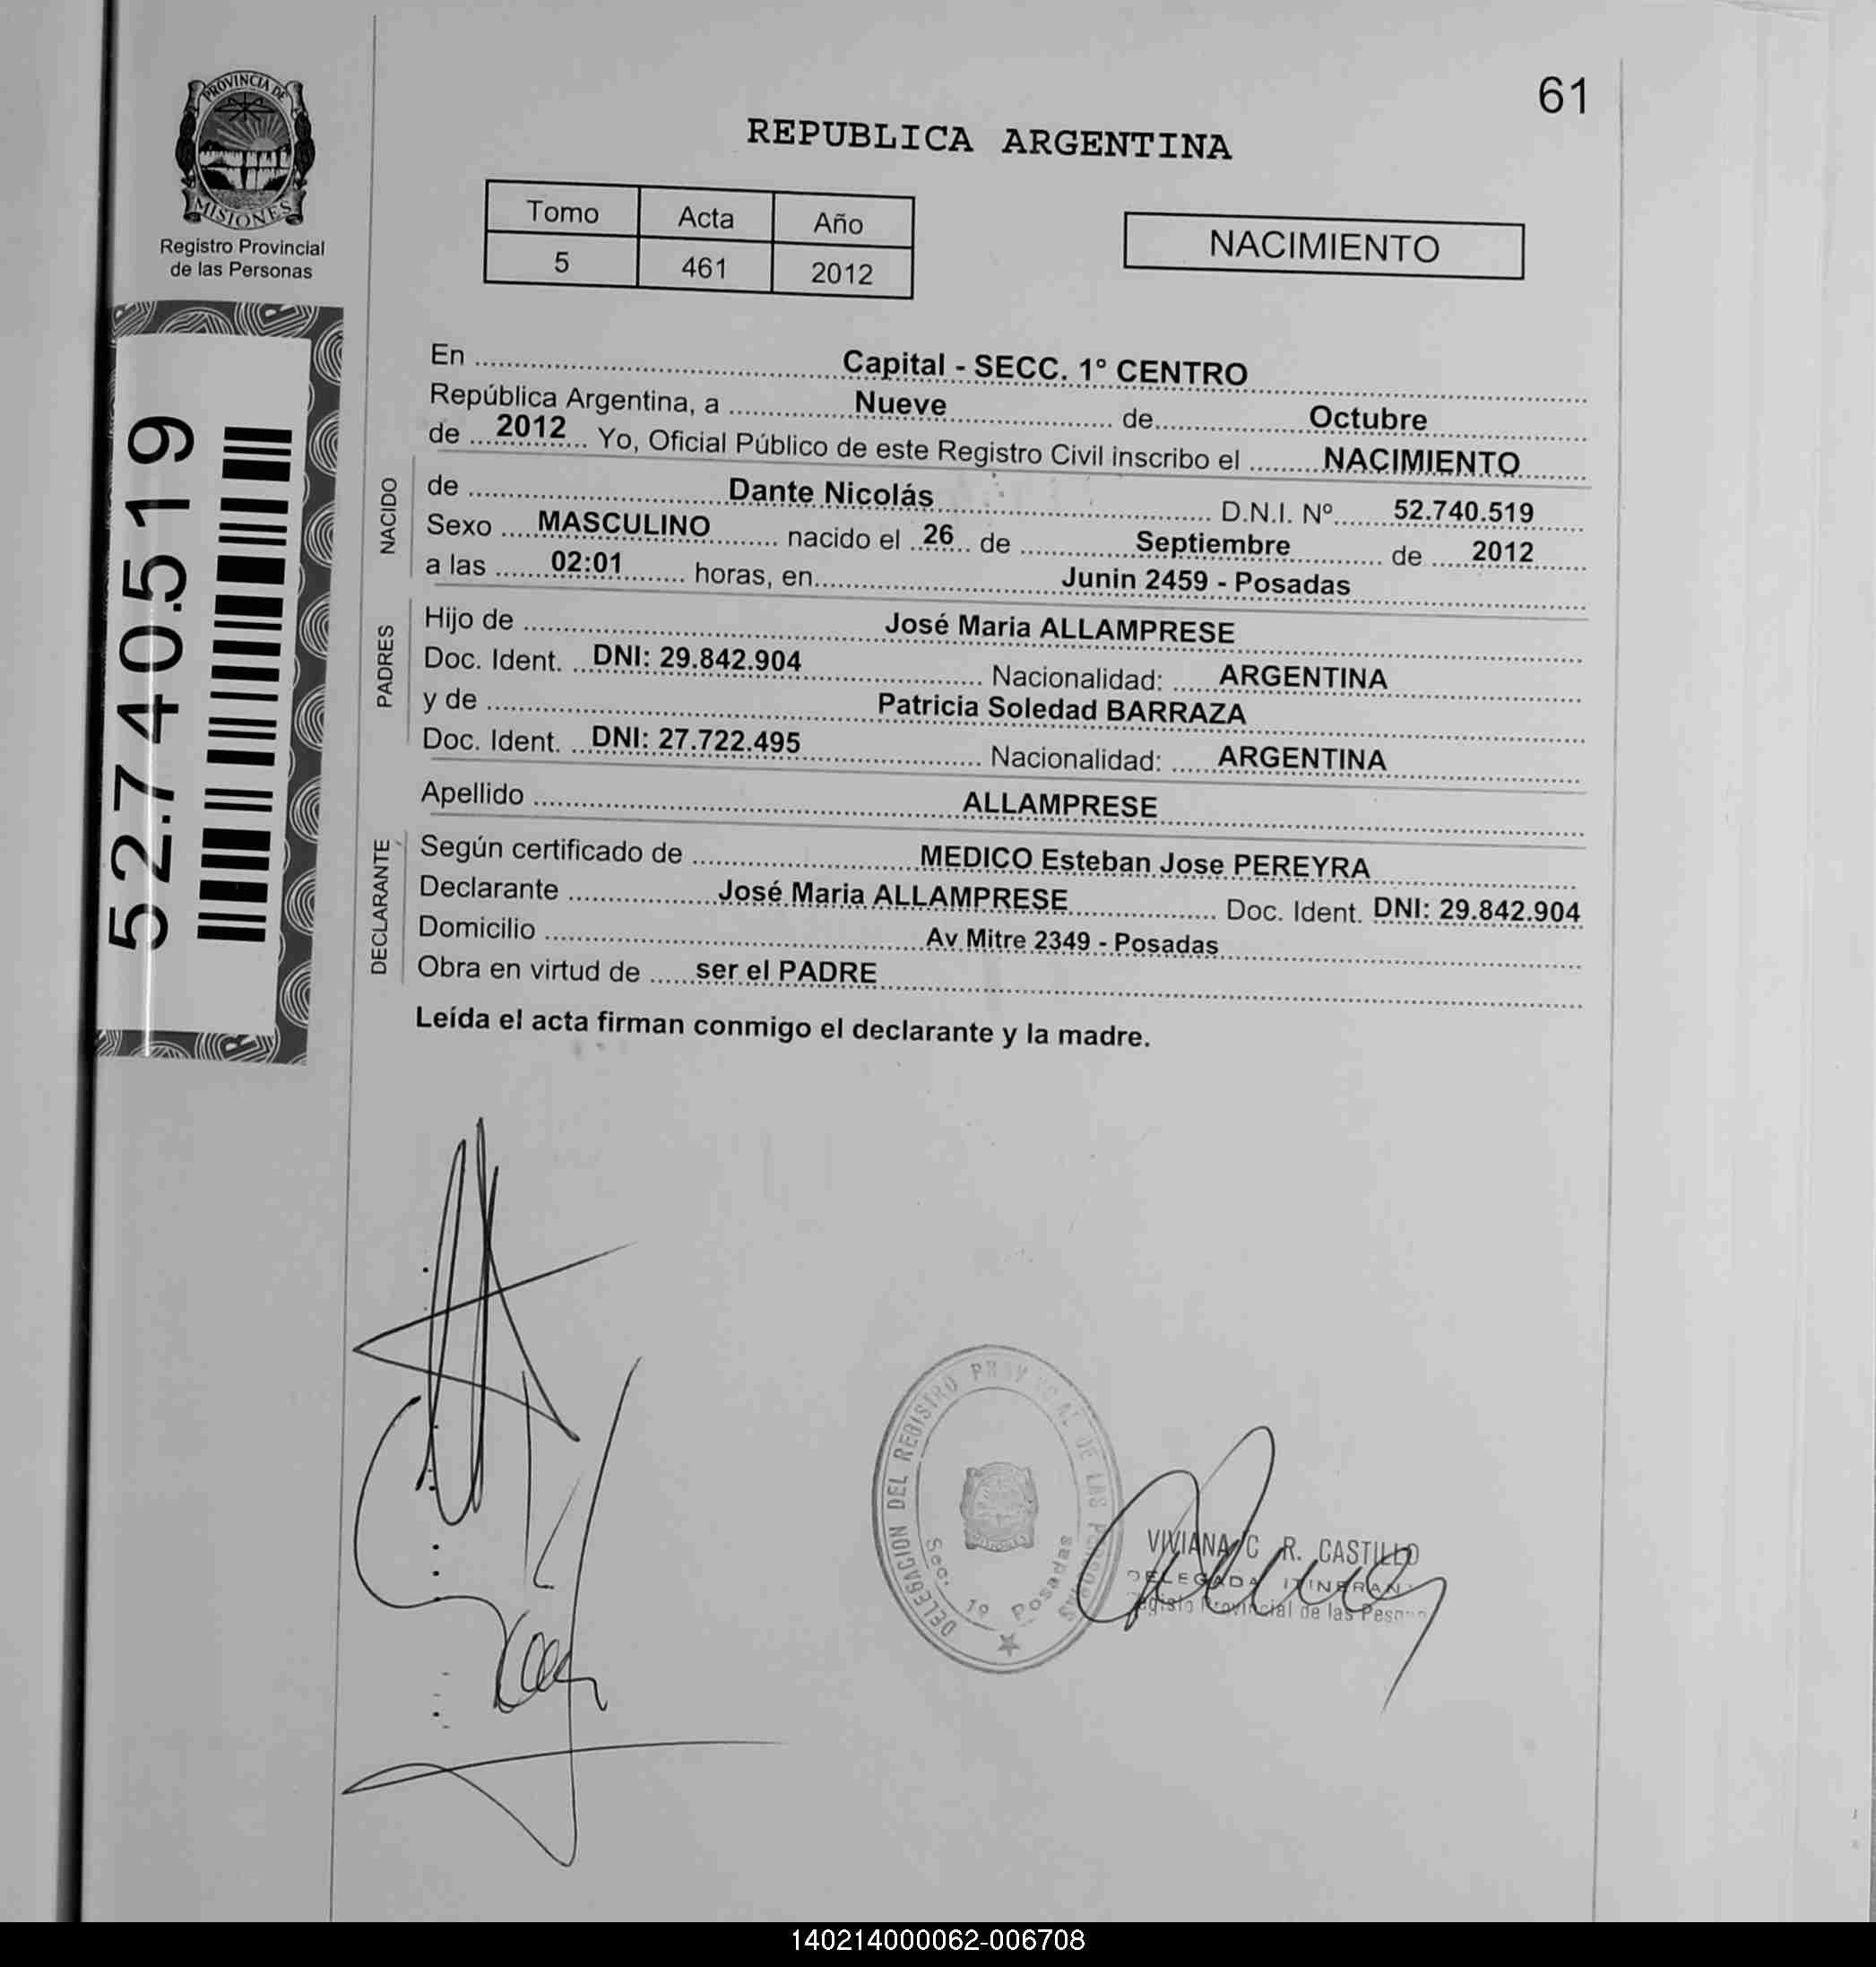 61
PROVINCIA DE
MISIONES
Registro Provincial
de las Personas
REPUBLICA ARGENTINA
Tomo Acta Año
5 461 2012
NACIMIENTO
52.740.519
En Capital - SECC. 1° CENTRO
República Argentina, a Nueve de Octubre
de 2012 Yo, Oficial Público de este Registro Civil inscribo el NACIMIENTO
NACIDO
de Dante Nicolás D.N.I. Nº 52.740.519
Sexo MASCULINO nacido el 26 de Septiembre de 2012
a las 02:01 horas, en Junin 2459 - Posadas
PADRES
Hijo de José Maria ALLAMPRESE
Doc. Ident. DNI: 29.842.904 Nacionalidad: ARGENTINA
y de Patricia Soledad BARRAZA
Doc. Ident. DNI: 27.722.495 Nacionalidad: ARGENTINA
Apellido ALLAMPRESE
DECLARANTE
Según certificado de MEDICO Esteban Jose PEREYRA
Declarante José Maria ALLAMPRESE Doc. Ident. DNI: 29.842.904
Domicilio Av Mitre 2349 - Posadas
Obra en virtud de ser el PADRE
Leída el acta firman conmigo el declarante y la madre.
DELEGACION DEL REGISTRO PROVINCIAL DE LAS PERSONAS
Sec. 1º Posadas
VIVIANA C R. CASTILLO
DELEGADA ITINERAN
Provincial de las
140214000062-006708